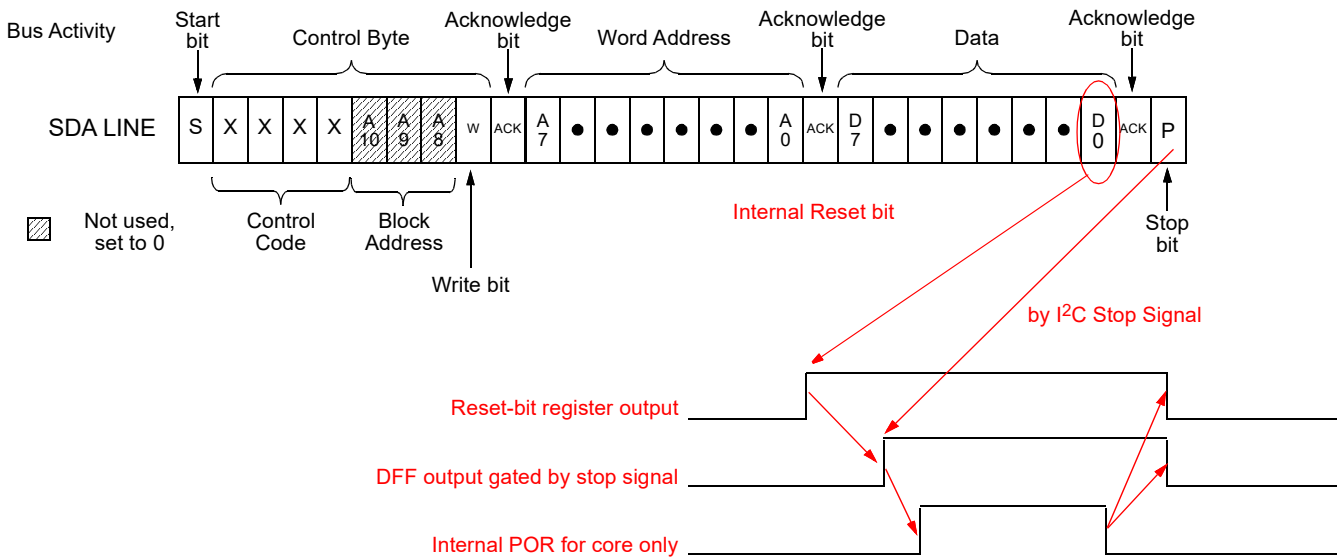 Bus Activity
Start
bit
Control Byte
Acknowledge
bit
Word Address
Acknowledge
bit
Data
Acknowledge
bit
SDA LINE
S
X
X
X
X
A
10
A
9
A
8
W
ACK
A
7
● ● ● ● ● ●
A
0
ACK
D
7
● ● ● ● ● ●
D
0
ACK
P
Not used,
set to 0
Control
Code
Block
Address
Write bit
Internal Reset bit
Stop
bit
by I²C Stop Signal
Reset-bit register output
DFF output gated by stop signal
Internal POR for core only